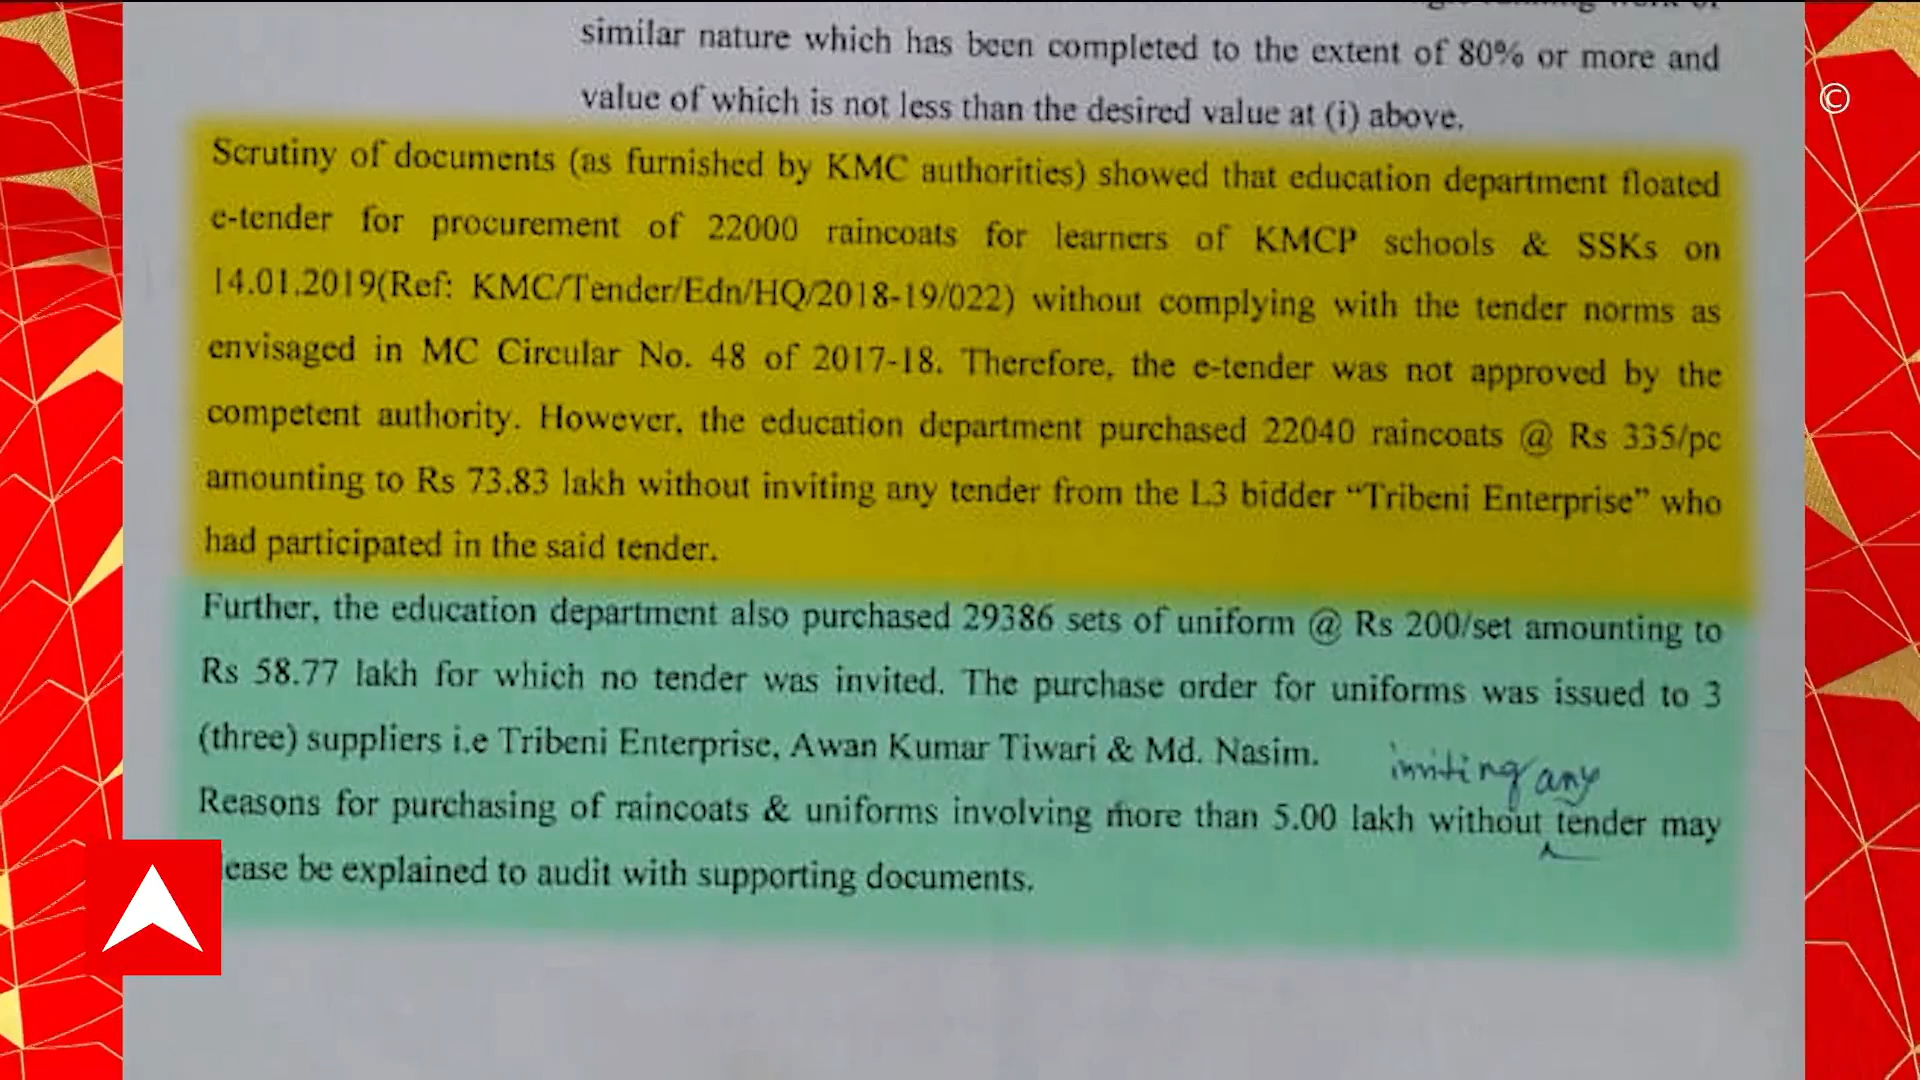 similar nature which has been completed to the extent of 80% or more and
value of which is not less than the desired value at (i) above.
Scrutiny of documents (as furnished by KMC authorities) showed that education department floated
e-tender for procurement of 22000 raincoats for learners of KMCP schools & SSKs on
14.01.2019(Ref: KMC/Tender/Edn/HQ/2018-19/022) without complying with the tender norms as
envisaged in MC Circular No. 48 of 2017-18. Therefore, the e-tender was not approved by the
competent authority. However, the education department purchased 22040 raincoats @ Rs 335/pc
amounting to Rs 73.83 lakh without inviting any tender from the L3 bidder “Tribeni Enterprise” who
had participated in the said tender.
Further, the education department also purchased 29386 sets of uniform @ Rs 200/set amounting to
Rs 58.77 lakh for which no tender was invited. The purchase order for uniforms was issued to 3
(three) suppliers i.e Tribeni Enterprise, Awan Kumar Tiwari & Md. Nasim.
inviting any
Reasons for purchasing of raincoats & uniforms involving more than 5.00 lakh without tender may
ease be explained to audit with supporting documents.
©